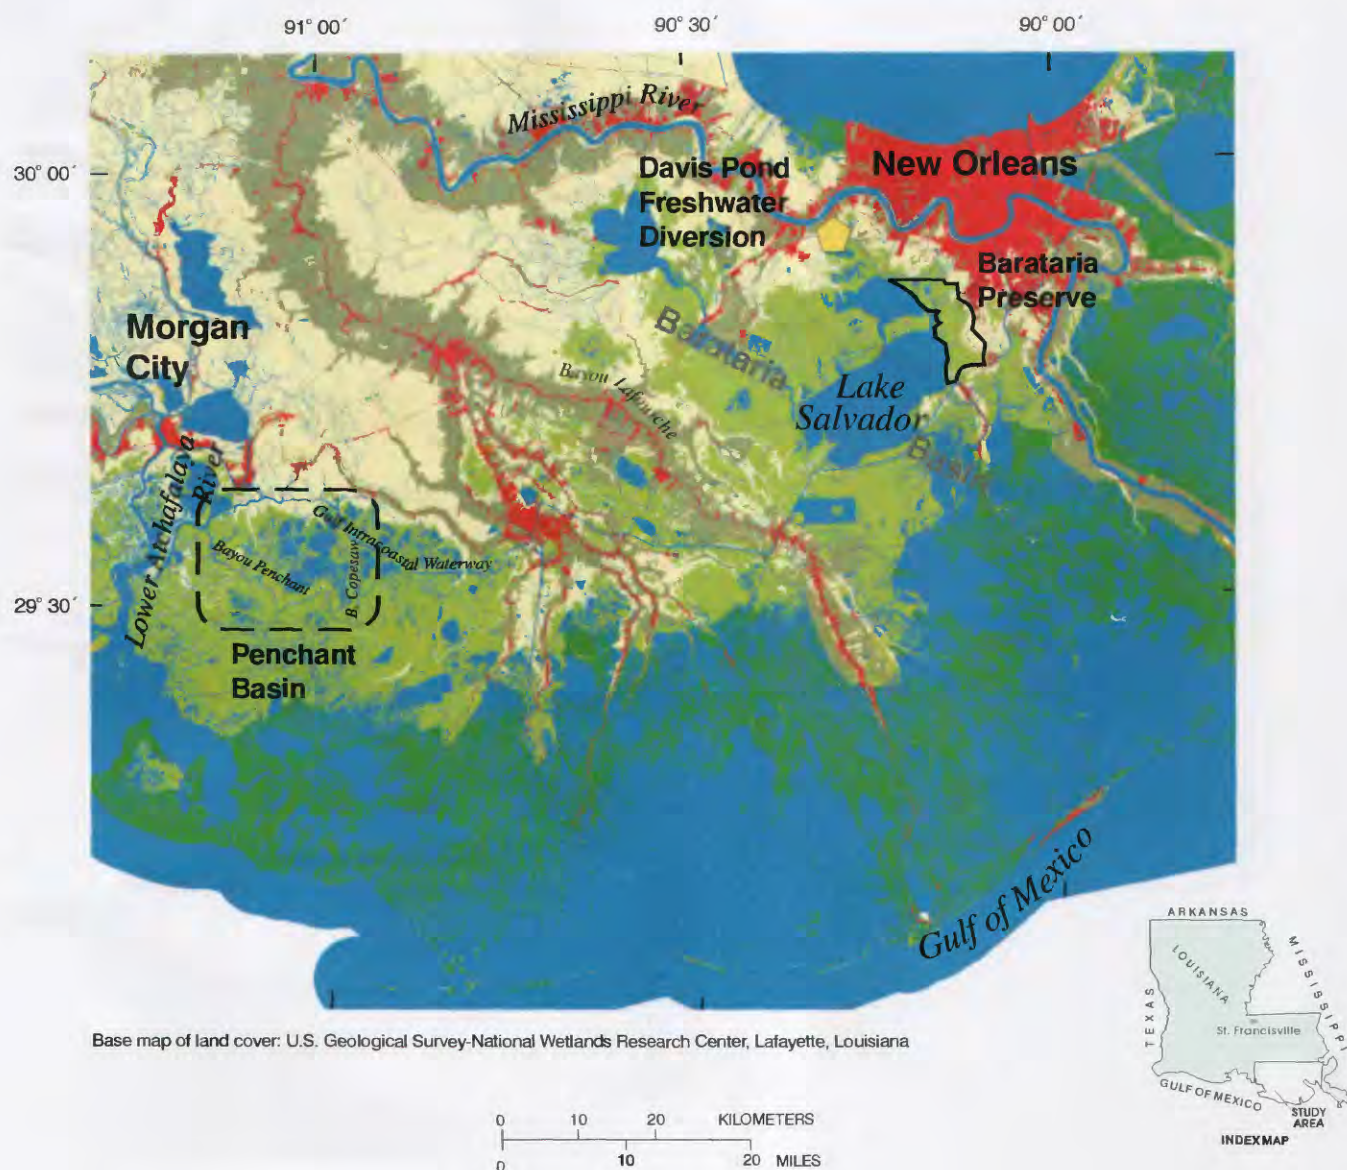 91° 00′
90° 30′
90° 00′
Mississippi River
30° 00′
Davis Pond
Freshwater
Diversion
New Orleans
Barataria
Preserve
Morgan
City
Barataria
Basin
Bayou Lafourche
Lake
Salvador
Lower Atchafalaya
River
Gulf Intracoastal Waterway
Bayou Penchant
B. Copesaw
29° 30′
Penchant
Basin
Gulf of Mexico
ARKANSAS
MISSISSIPPI
LOUISIANA
TEXAS
St. Francisville
GULF OF MEXICO
STUDY
AREA
INDEX MAP
Base map of land cover: U.S. Geological Survey-National Wetlands Research Center, Lafayette, Louisiana
0 10 20 KILOMETERS
0 10 20 MILES